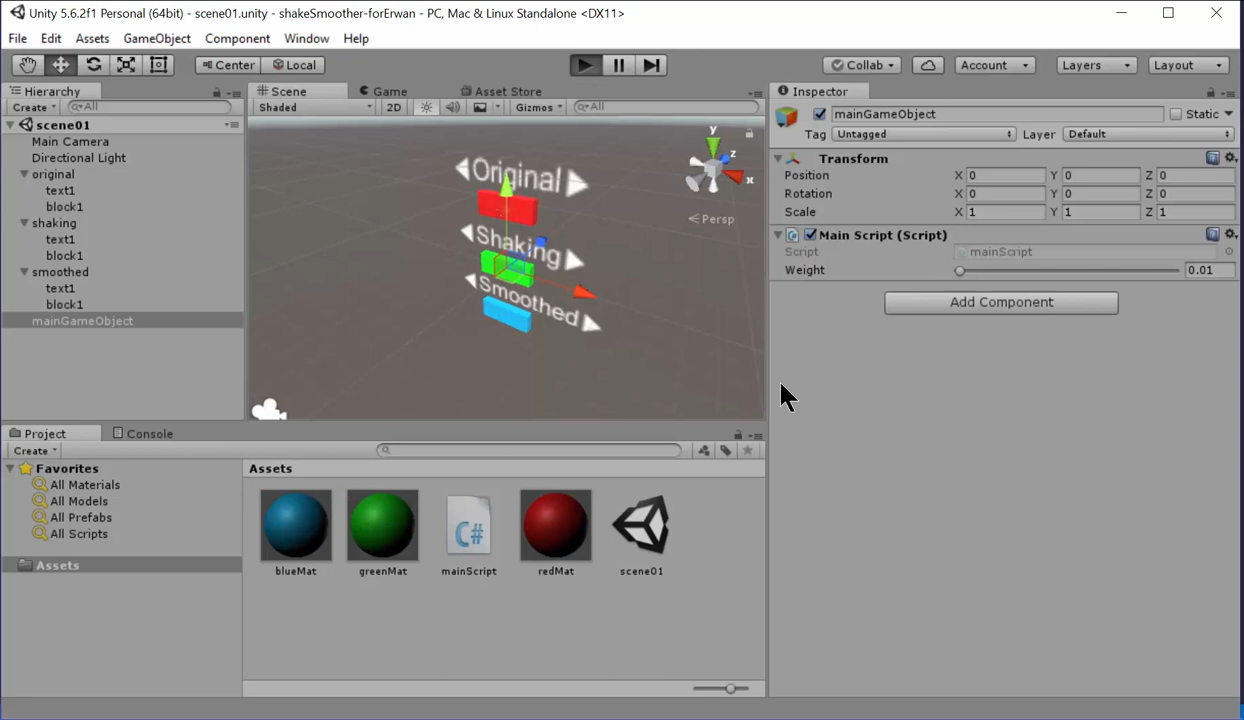 Unity 5.6.2f1 Personal (64bit) - scene01.unity - shakeSmoother-forErwan - PC, Mac & Linux Standalone <DX11>
File Edit Assets GameObject Component Window Help
Center Local Collab Account Layers Layout
Hierarchy
Create All
scene01
Main Camera
Directional Light
original
text1
block1
shaking
text1
block1
smoothed
text1
block1
mainGameObject
Scene Game Asset Store
Shaded 2D Gizmos All
Original
Shaking
Smoothed
y
z
x
Persp
Inspector
mainGameObject Static
Tag Untagged Layer Default
Transform
Position X 0 Y 0 Z 0
Rotation X 0 Y 0 Z 0
Scale X 1 Y 1 Z 1
Main Script (Script)
Script mainScript
Weight 0.01
Add Component
Project Console
Create
Favorites
All Materials
All Models
All Prefabs
All Scripts
Assets
Assets
C#
blueMat greenMat mainScript redMat scene01